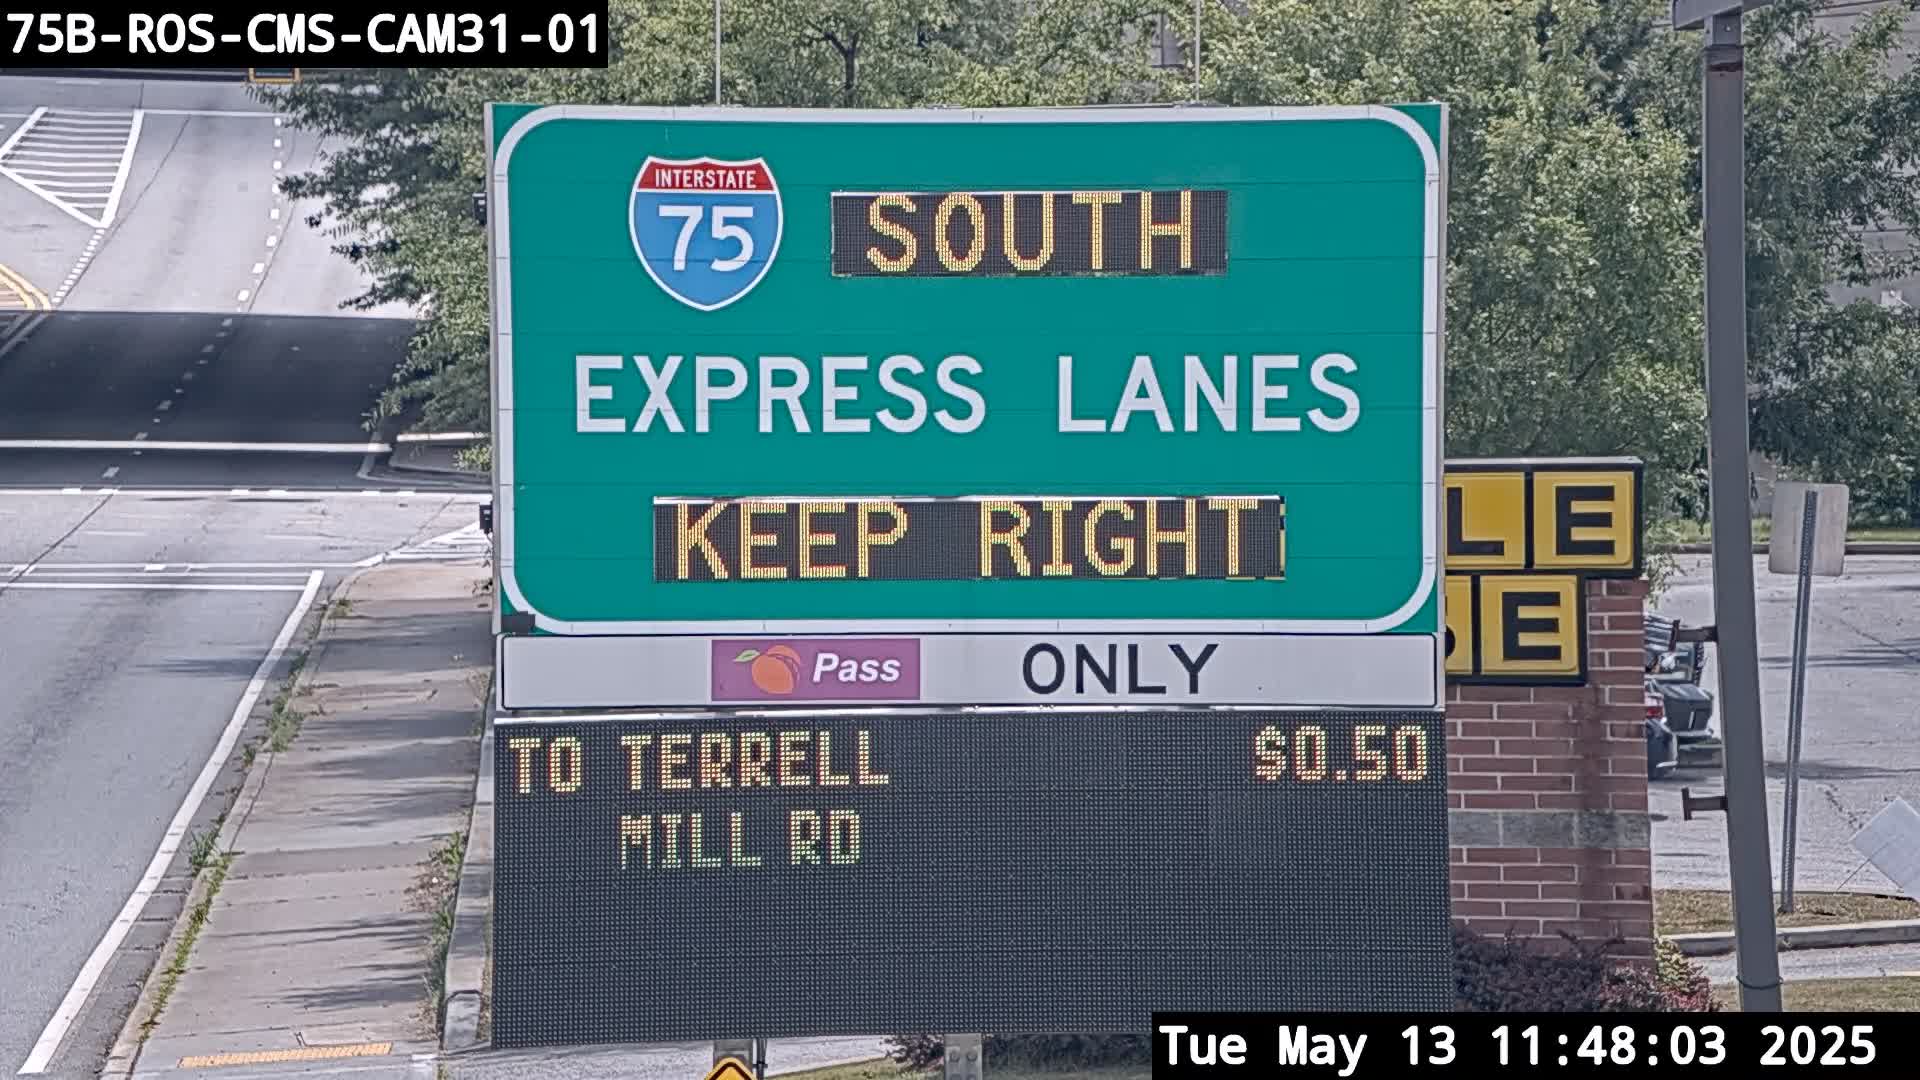 75B-ROS-CMS-CAM31-01
INTERSTATE
75
SOUTH
EXPRESS LANES
KEEP RIGHT
Pass ONLY
TO TERRELL $0.50
MILL RD
LE
E
Tue May 13 11:48:03 2025